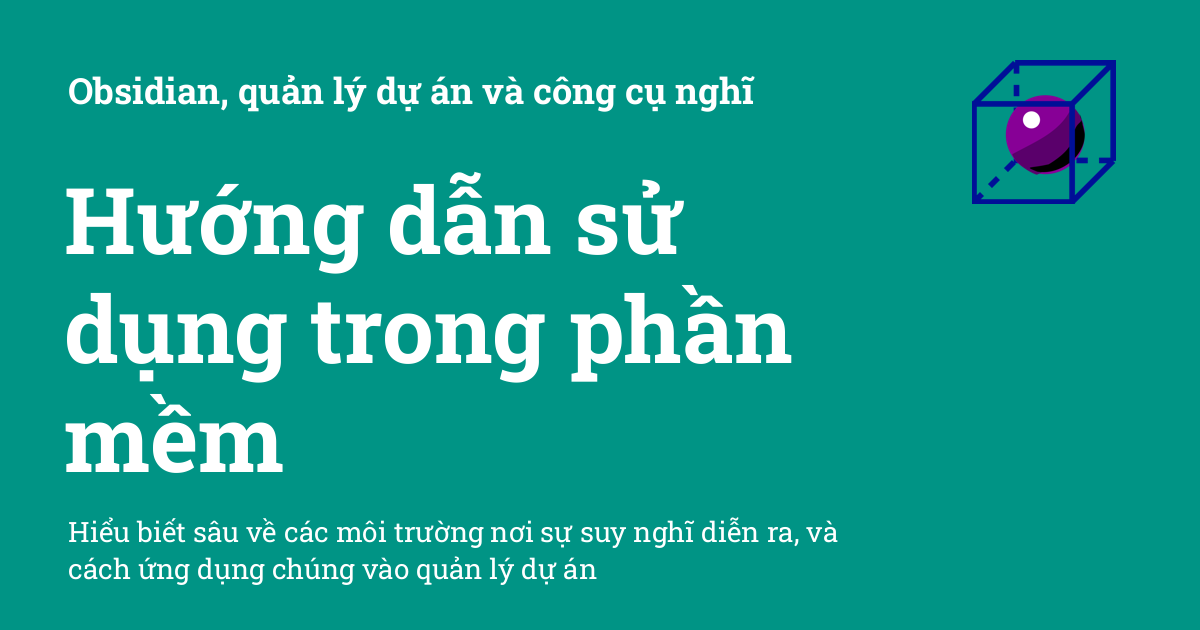 Obsidian, quản lý dự án và công cụ nghĩ
Hướng dẫn sử
dụng trong phần
mềm
Hiểu biết sâu về các môi trường nơi sự suy nghĩ diễn ra, và
cách ứng dụng chúng vào quản lý dự án